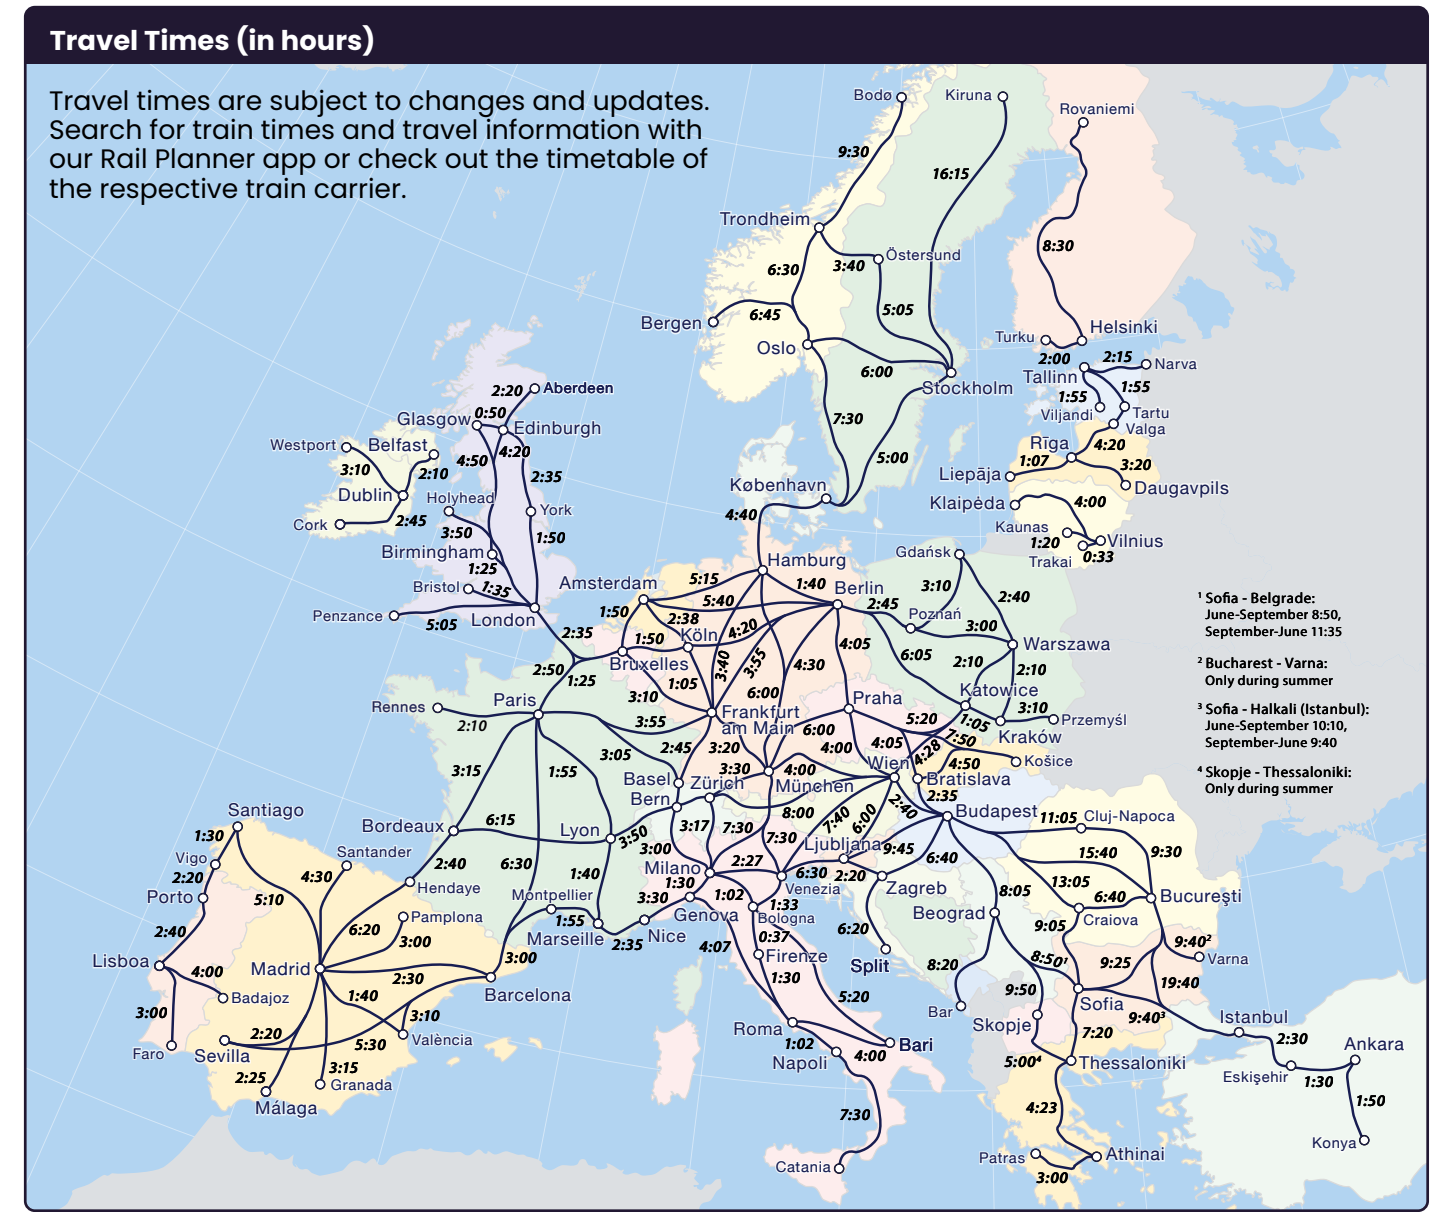 Travel Times (in hours)
Travel times are subject to changes and updates.
Search for train times and travel information with
our Rail Planner app or check out the timetable of
the respective train carrier.
Bodø
Kiruna
Rovaniemi
9:30
16:15
Trondheim
8:30
Östersund
6:30
3:40
5:05
Bergen
6:45
Oslo
Turku
Helsinki
2:00
2:15
Narva
6:00
Stockholm
Tallinn
1:55
1:55
Viljandi
Tartu
Valga
2:20
Aberdeen
0:50
Glasgow
Edinburgh
7:30
Westport
Belfast
4:20
4:50
Rīga
4:20
5:00
3:10
2:10
2:35
1:07
3:20
Liepāja
Daugavpils
København
Dublin
Holyhead
Klaipėda
4:00
York
4:40
Cork
2:45
Kaunas
3:50
1:50
1:20
Vilnius
Birmingham
Gdańsk
Trakai
0:33
1:25
Hamburg
Bristol
1:35
Amsterdam
5:15
1:40
Berlin
3:10
2:40
5:40
2:45
1:50
Penzance
London
2:38
Poznań
5:05
4:20
3:00
2:35
1:50
Köln
4:05
Warszawa
6:05
2:10
2:10
Bruxelles
3:40
3:55
4:30
2:50
1:25
1:05
3:10
6:00
Katowice
Praha
Paris
Rennes
2:10
3:55
Frankfurt
am Main
6:00
5:20
1:05
3:10
Przemyśl
Kraków
7:50
2:45
3:20
4:00
4:05
4:28
3:05
3:15
1:55
3:30
4:00
Wien
4:50
Košice
Basel
Zürich
München
Bratislava
Bern
2:35
2:40
8:00
Budapest
7:40
6:00
11:05
Cluj-Napoca
Santiago
6:15
Bordeaux
Lyon
3:50
3:17
7:30
7:30
1:30
3:00
Ljubljana
9:45
6:40
15:40
9:30
Vigo
Santander
2:40
6:30
2:27
2:20
4:30
1:40
Milano
1:30
6:30
2:20
Zagreb
8:05
13:05
6:40
Porto
5:10
Hendaye
Montpellier
3:30
1:02
Venezia
Bucureşti
1:33
Genova
Bologna
Beograd
Craiova
Pamplona
1:55
Nice
9:05
6:20
6:20
2:40
3:00
Marseille
2:35
4:07
0:37
9:40²
Lisboa
3:00
Firenze
Split
8:50¹
9:25
Varna
4:00
Madrid
2:30
8:20
1:30
9:50
19:40
Badajoz
1:40
Barcelona
5:20
Bar
Sofia
3:00
3:10
Skopje
9:40³
Istanbul
2:20
Roma
7:20
2:30
Faro
Sevilla
5:30
València
1:02
Bari
Ankara
2:25
3:15
Napoli
4:00
5:00⁴
Thessaloniki
Eskişehir
Granada
1:30
Málaga
7:30
4:23
1:50
Konya
Catania
Patras
Athinai
3:00
¹ Sofia - Belgrade:
June-September 8:50,
September-June 11:35
² Bucharest - Varna:
Only during summer
³ Sofia - Halkali (Istanbul):
June-September 10:10,
September-June 9:40
⁴ Skopje - Thessaloniki:
Only during summer